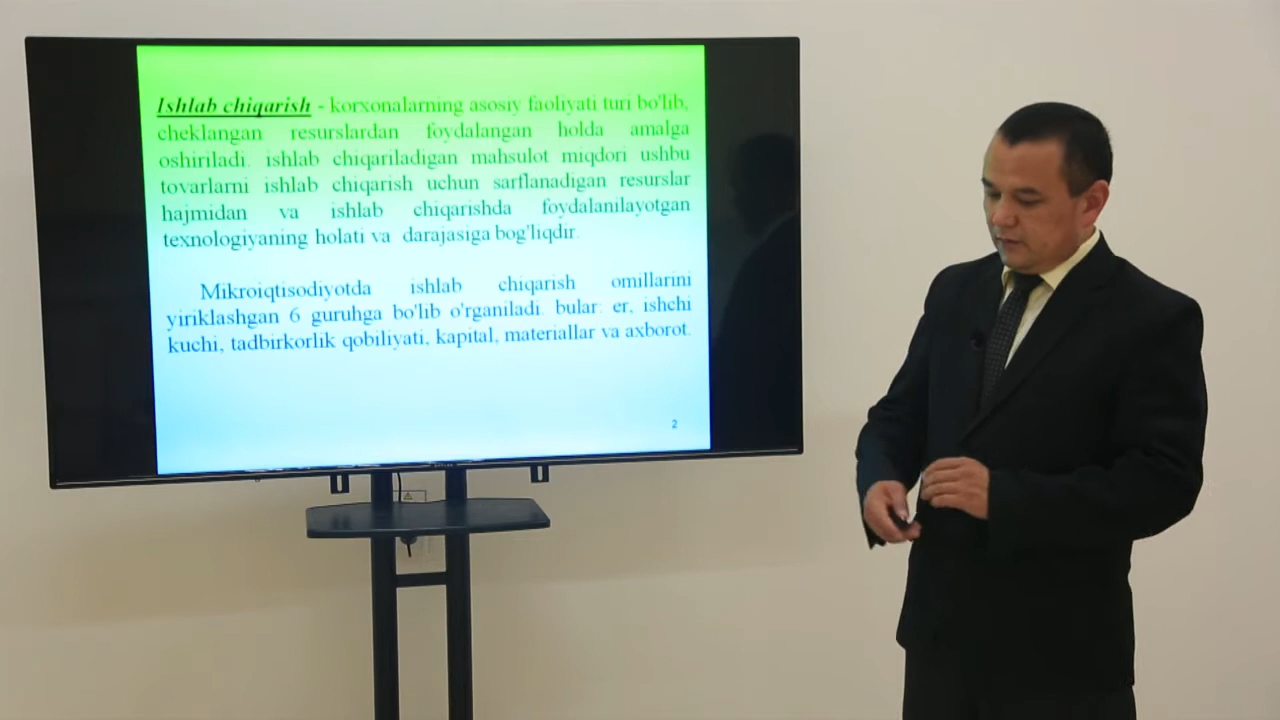 Ishlab chiqarish - korxonalarning asosiy faoliyati turi bo'lib,
cheklangan resurslardan foydalangan holda amalga
oshiriladi. ishlab chiqariladigan mahsulot miqdori ushbu
tovarlarni ishlab chiqarish uchun sarflanadigan resurslar
hajmidan va ishlab chiqarishda foydalanilayotgan
texnologiyaning holati va darajasiga bog'liqdir.
Mikroiqtisodiyotda ishlab chiqarish omillarini
yiriklashgan 6 guruhga bo'lib o'rganiladi. bular: er, ishchi
kuchi, tadbirkorlik qobiliyati, kapital, materiallar va axborot.
2